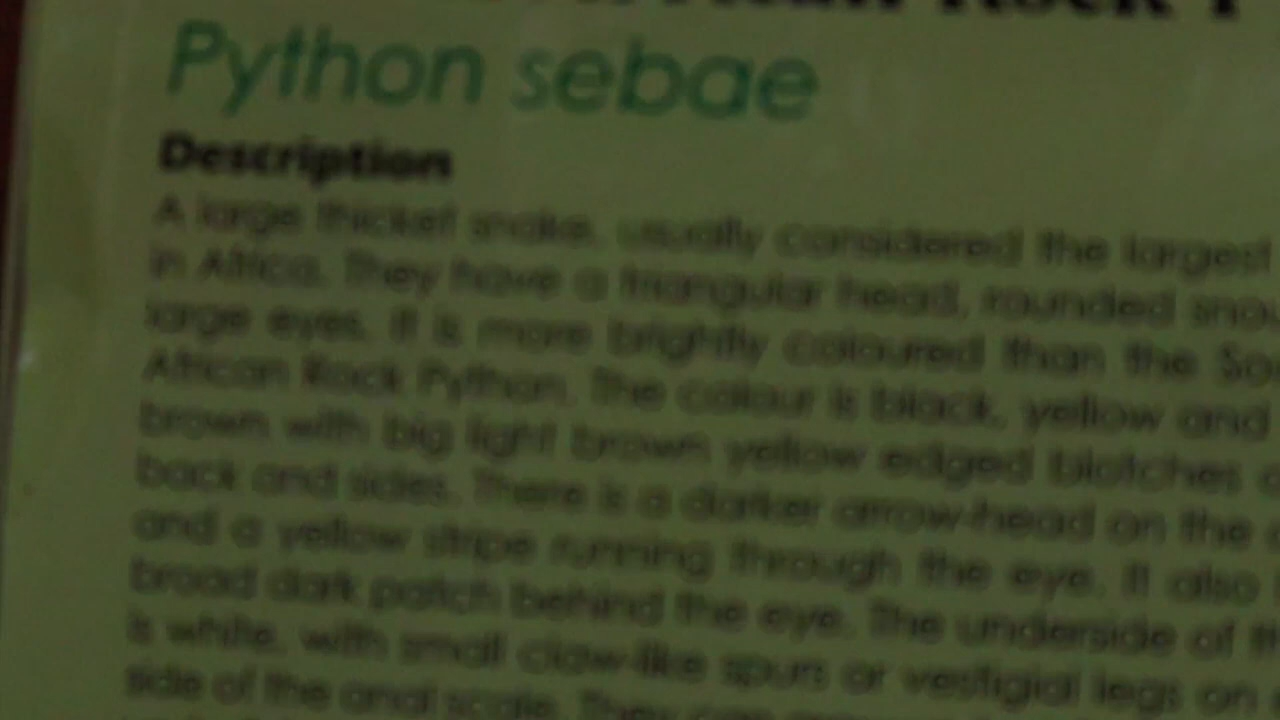 Rock P
Python sebae
Description
A large thickset snake, usually considered the largest
in Africa. They have a triangular head, rounded snou
large eyes. It is more brightly coloured than the So
African Rock Python. The colour is black, yellow and
brown with big light brown yellow edged blotches o
back and sides. There is a darker arrow-head on the
and a yellow stripe running through the eye. It also
broad dark patch behind the eye. The underside of th
is white, with small claw-like spurs or vestigial legs on
side of the anal scale. They can